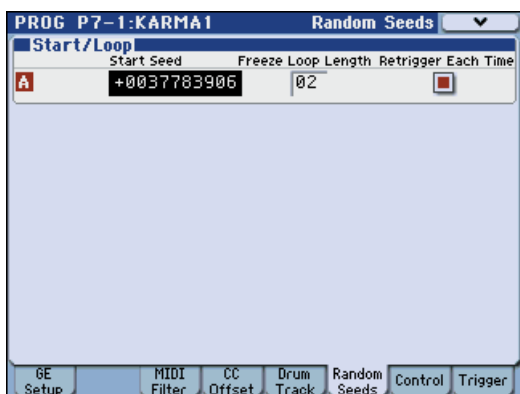 PROG P7-1:KARMA1 Random Seeds
Start/Loop
Start Seed Freeze Loop Length Retrigger Each Time
A +0037783906 02
GE Setup MIDI Filter CC Offset Drum Track Random Seeds Control Trigger